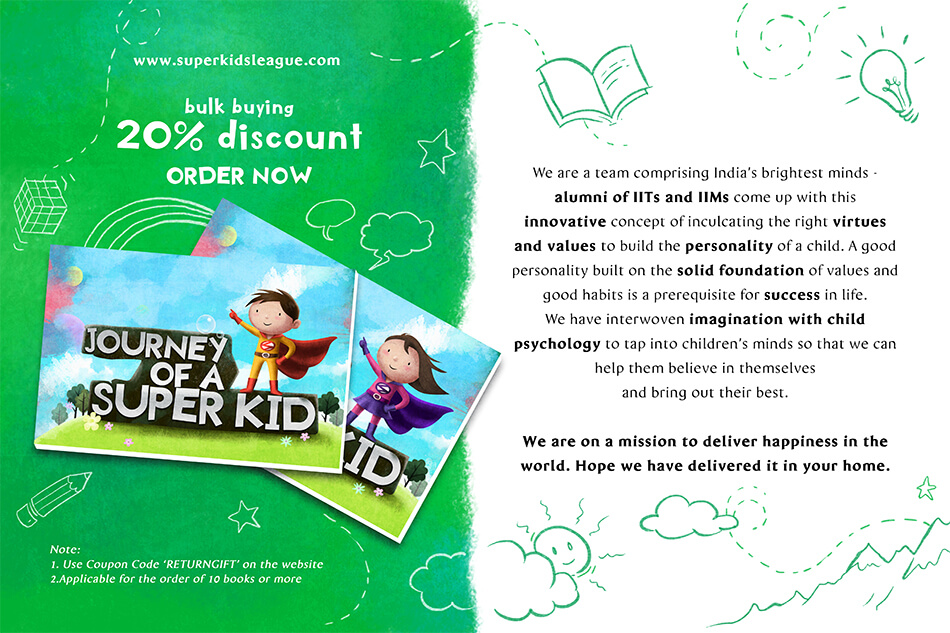 www.superkidsleague.com
bulk buying
20% discount
ORDER NOW
JOURNEY
OF A
SUPER KID
KID
Note:
1. Use Coupon Code 'RETURNGIFT' on the website
2.Applicable for the order of 10 books or more
We are a team comprising India's brightest minds -
alumni of IITs and IIMs come up with this
innovative concept of inculcating the right virtues
and values to build the personality of a child. A good
personality built on the solid foundation of values and
good habits is a prerequisite for success in life.
We have interwoven imagination with child
psychology to tap into children's minds so that we can
help them believe in themselves
and bring out their best.
We are on a mission to deliver happiness in the
world. Hope we have delivered it in your home.